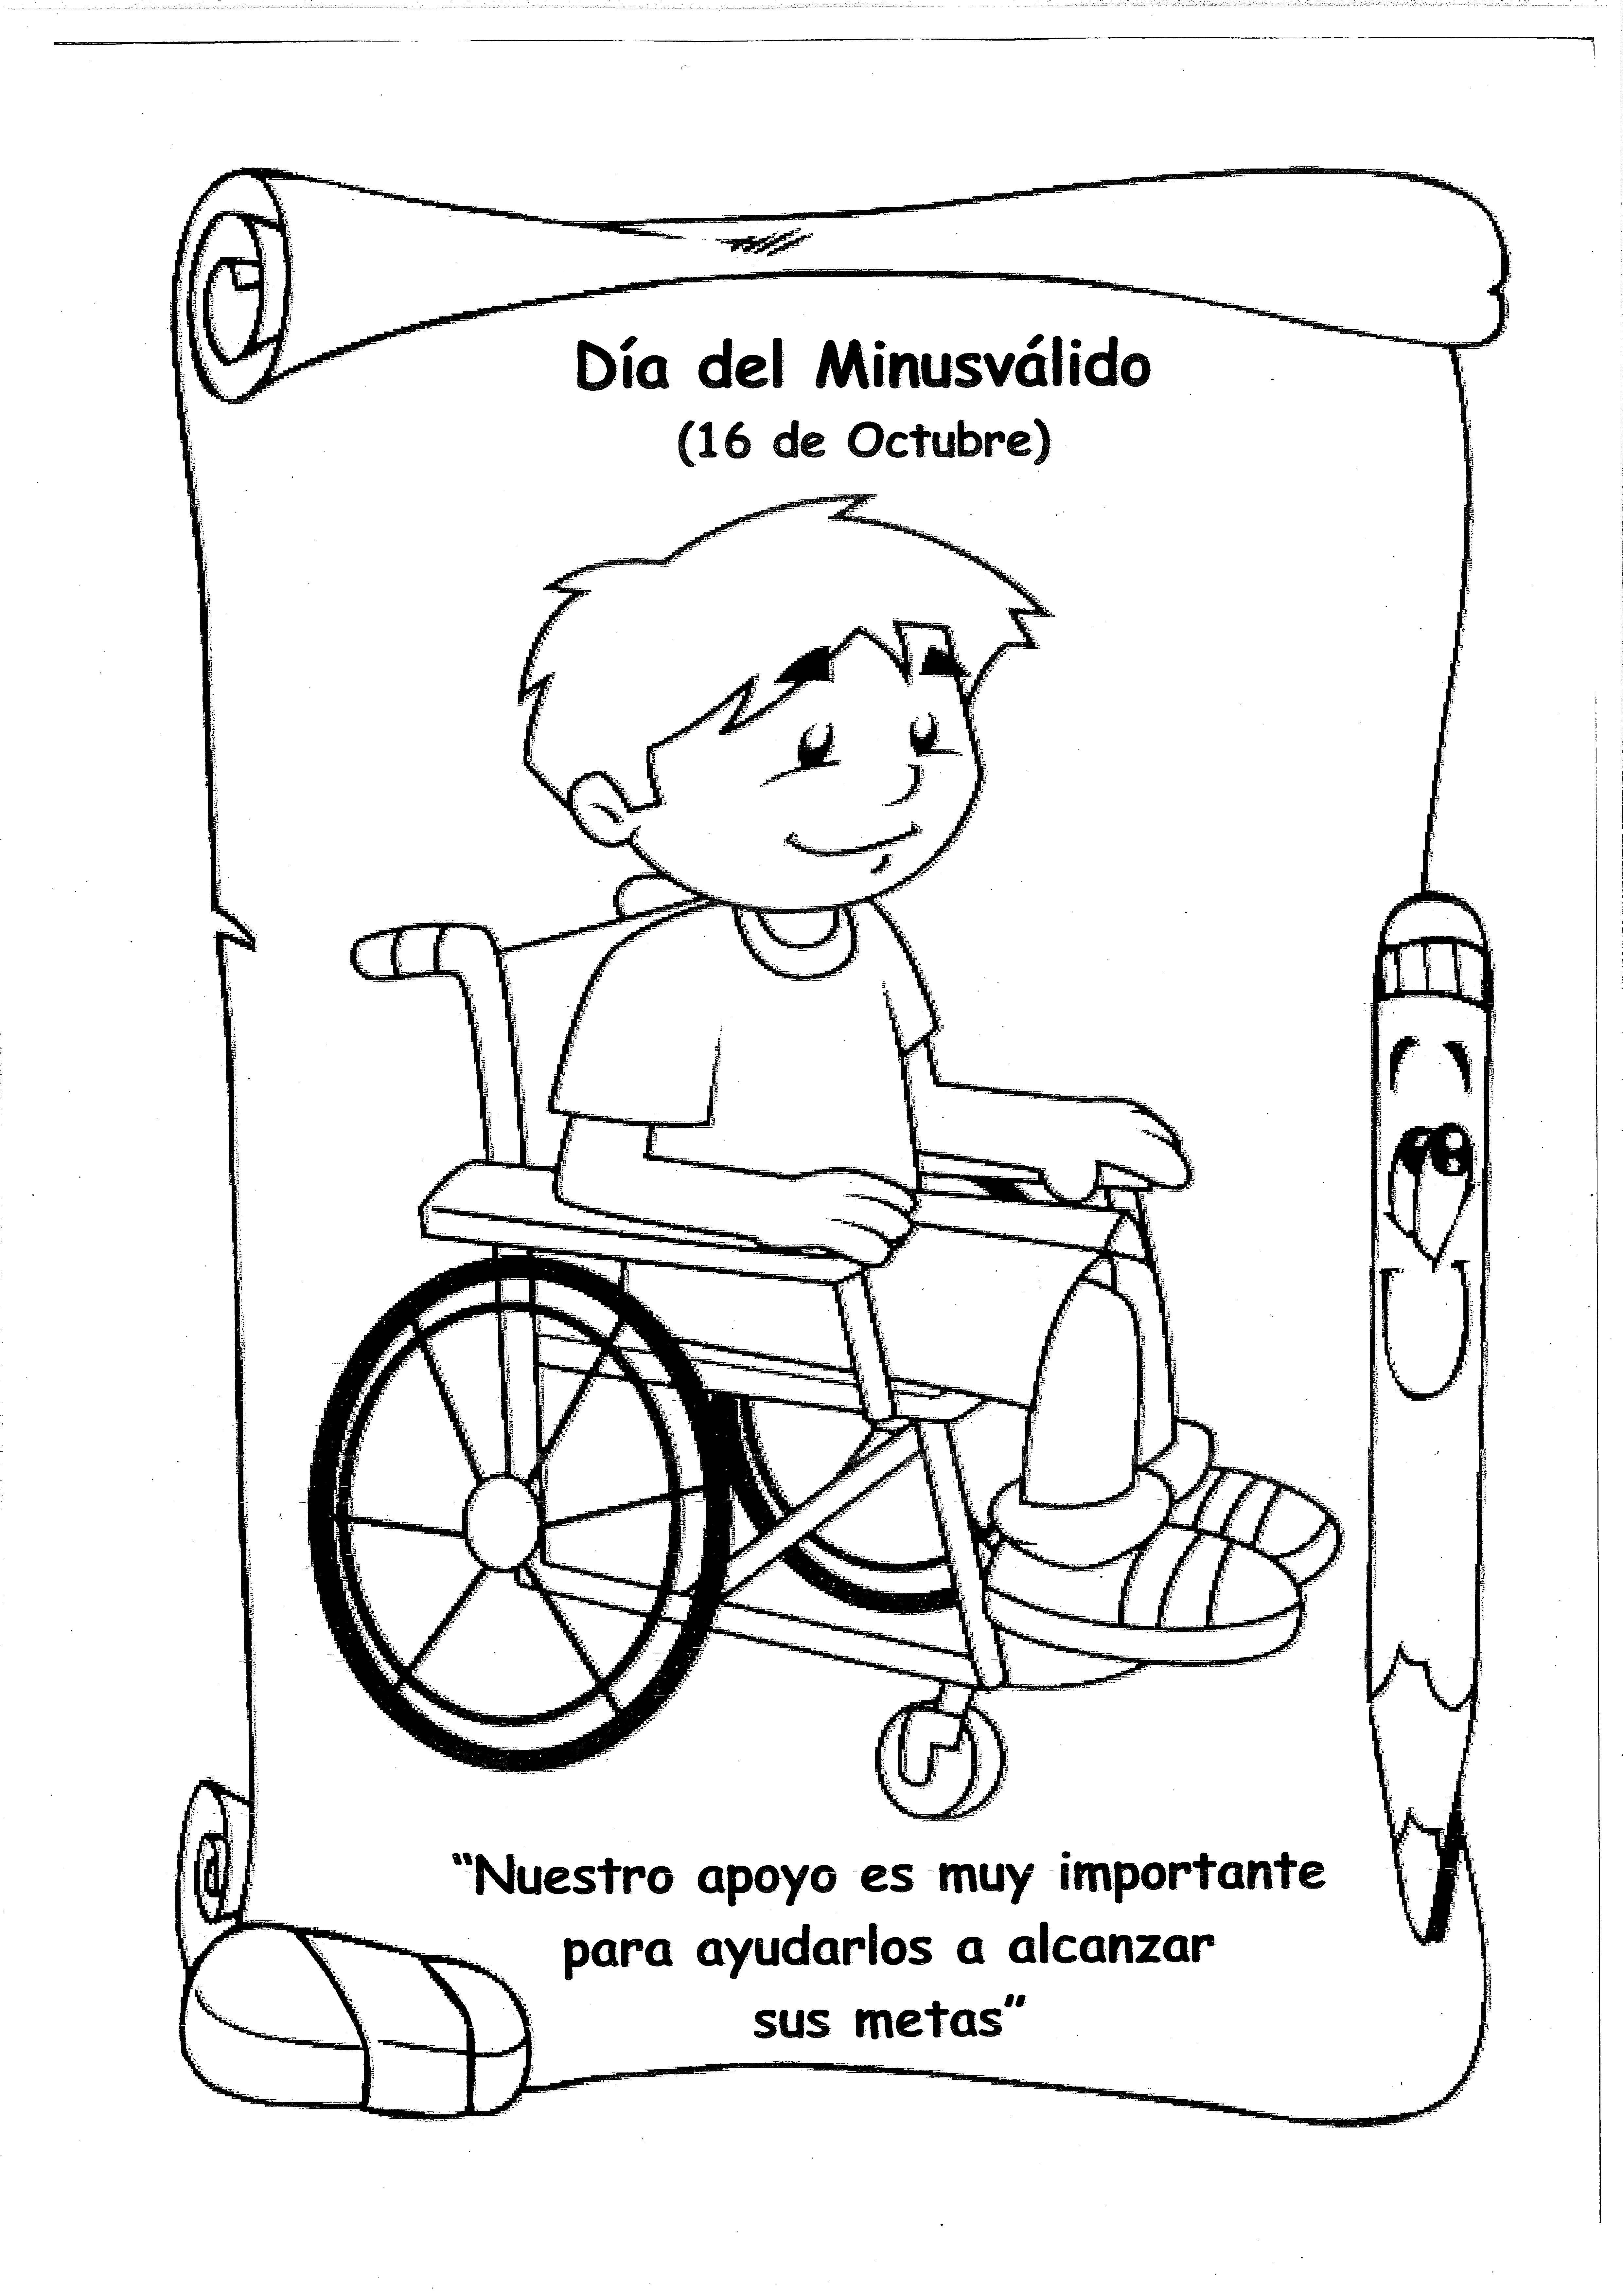 Día del Minusválido
(16 de Octubre)
“Nuestro apoyo es muy importante
para ayudarlos a alcanzar
sus metas”